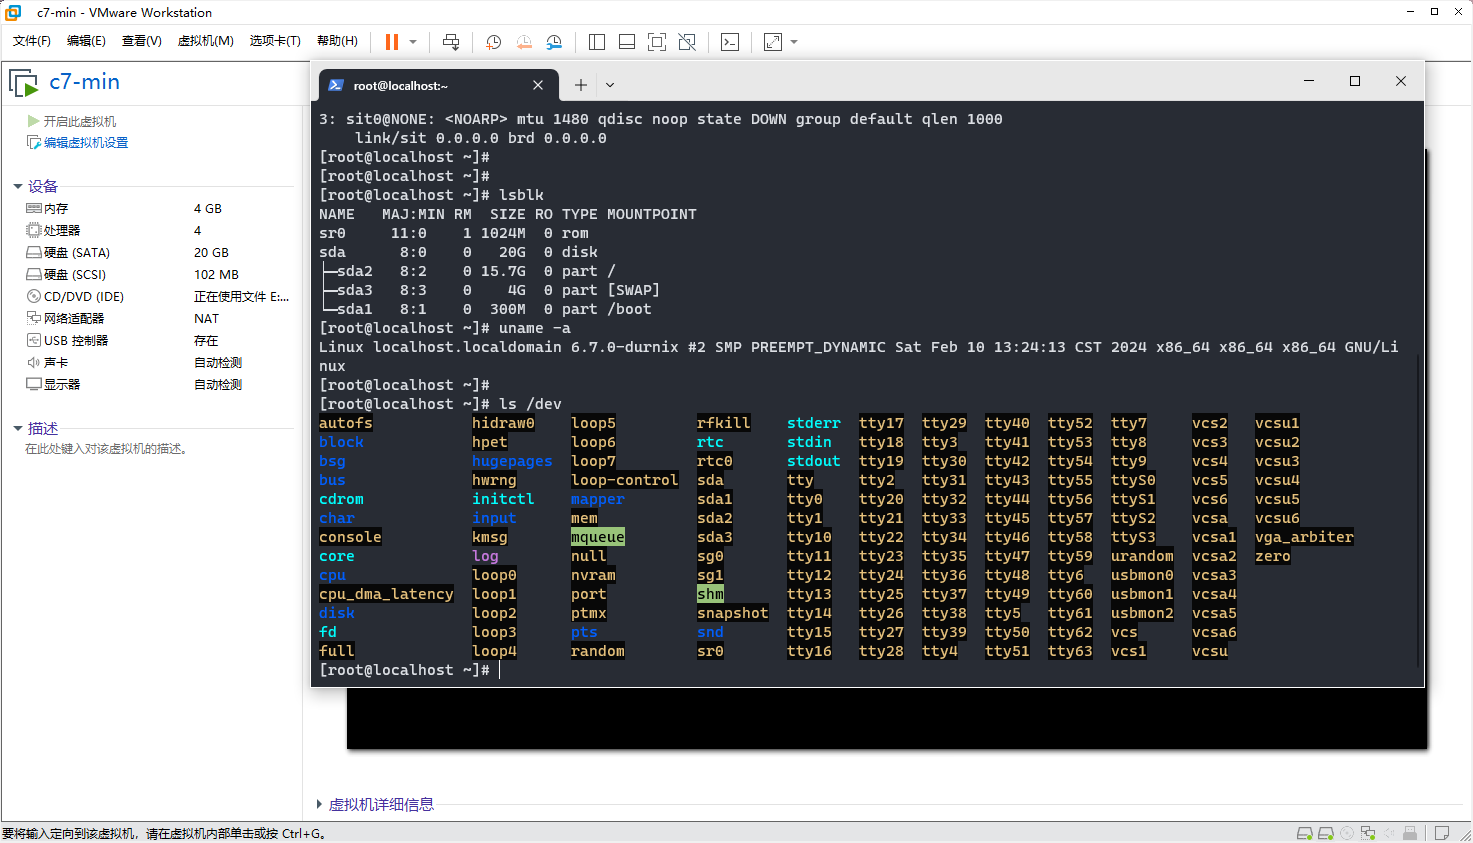 c7-min - VMware Workstation
文件(F) 编辑(E) 查看(V) 虚拟机(M) 选项卡(T) 帮助(H)
c7-min
开启此虚拟机
编辑虚拟机设置
设备
内存 4 GB
处理器 4
硬盘 (SATA) 20 GB
硬盘 (SCSI) 102 MB
CD/DVD (IDE) 正在使用文件 E:...
网络适配器 NAT
USB 控制器 存在
声卡 自动检测
显示器 自动检测
描述
在此处键入对该虚拟机的描述。
root@localhost:~
3: sit0@NONE: <NOARP> mtu 1480 qdisc noop state DOWN group default qlen 1000
    link/sit 0.0.0.0 brd 0.0.0.0
[root@localhost ~]#
[root@localhost ~]#
[root@localhost ~]# lsblk
NAME   MAJ:MIN RM  SIZE RO TYPE MOUNTPOINT
sr0     11:0    1 1024M  0 rom
sda      8:0    0   20G  0 disk
├─sda2   8:2    0 15.7G  0 part /
├─sda3   8:3    0    4G  0 part [SWAP]
└─sda1   8:1    0  300M  0 part /boot
[root@localhost ~]# uname -a
Linux localhost.localdomain 6.7.0-durnix #2 SMP PREEMPT_DYNAMIC Sat Feb 10 13:24:13 CST 2024 x86_64 x86_64 x86_64 GNU/Li
nux
[root@localhost ~]#
[root@localhost ~]# ls /dev
autofs hidraw0 loop5 rfkill stderr tty17 tty29 tty40 tty52 tty7 vcs2 vcsu1
block hpet loop6 rtc stdin tty18 tty3 tty41 tty53 tty8 vcs3 vcsu2
bsg hugepages loop7 rtc0 stdout tty19 tty30 tty42 tty54 tty9 vcs4 vcsu3
bus hwrng loop-control sda tty tty2 tty31 tty43 tty55 ttyS0 vcs5 vcsu4
cdrom initctl mapper sda1 tty0 tty20 tty32 tty44 tty56 ttyS1 vcs6 vcsu5
char input mem sda2 tty1 tty21 tty33 tty45 tty57 ttyS2 vcsa vcsu6
console kmsg mqueue sda3 tty10 tty22 tty34 tty46 tty58 ttyS3 vcsa1 vga_arbiter
core log null sg0 tty11 tty23 tty35 tty47 tty59 urandom vcsa2 zero
cpu loop0 nvram sg1 tty12 tty24 tty36 tty48 tty6 usbmon0 vcsa3
cpu_dma_latency loop1 port shm tty13 tty25 tty37 tty49 tty60 usbmon1 vcsa4
disk loop2 ptmx snapshot tty14 tty26 tty38 tty5 tty61 usbmon2 vcsa5
fd loop3 pts snd tty15 tty27 tty39 tty50 tty62 vcs vcsa6
full loop4 random sr0 tty16 tty28 tty4 tty51 tty63 vcs1 vcsu
[root@localhost ~]#
虚拟机详细信息
要将输入定向到该虚拟机，请在虚拟机内部单击或按 Ctrl+G。